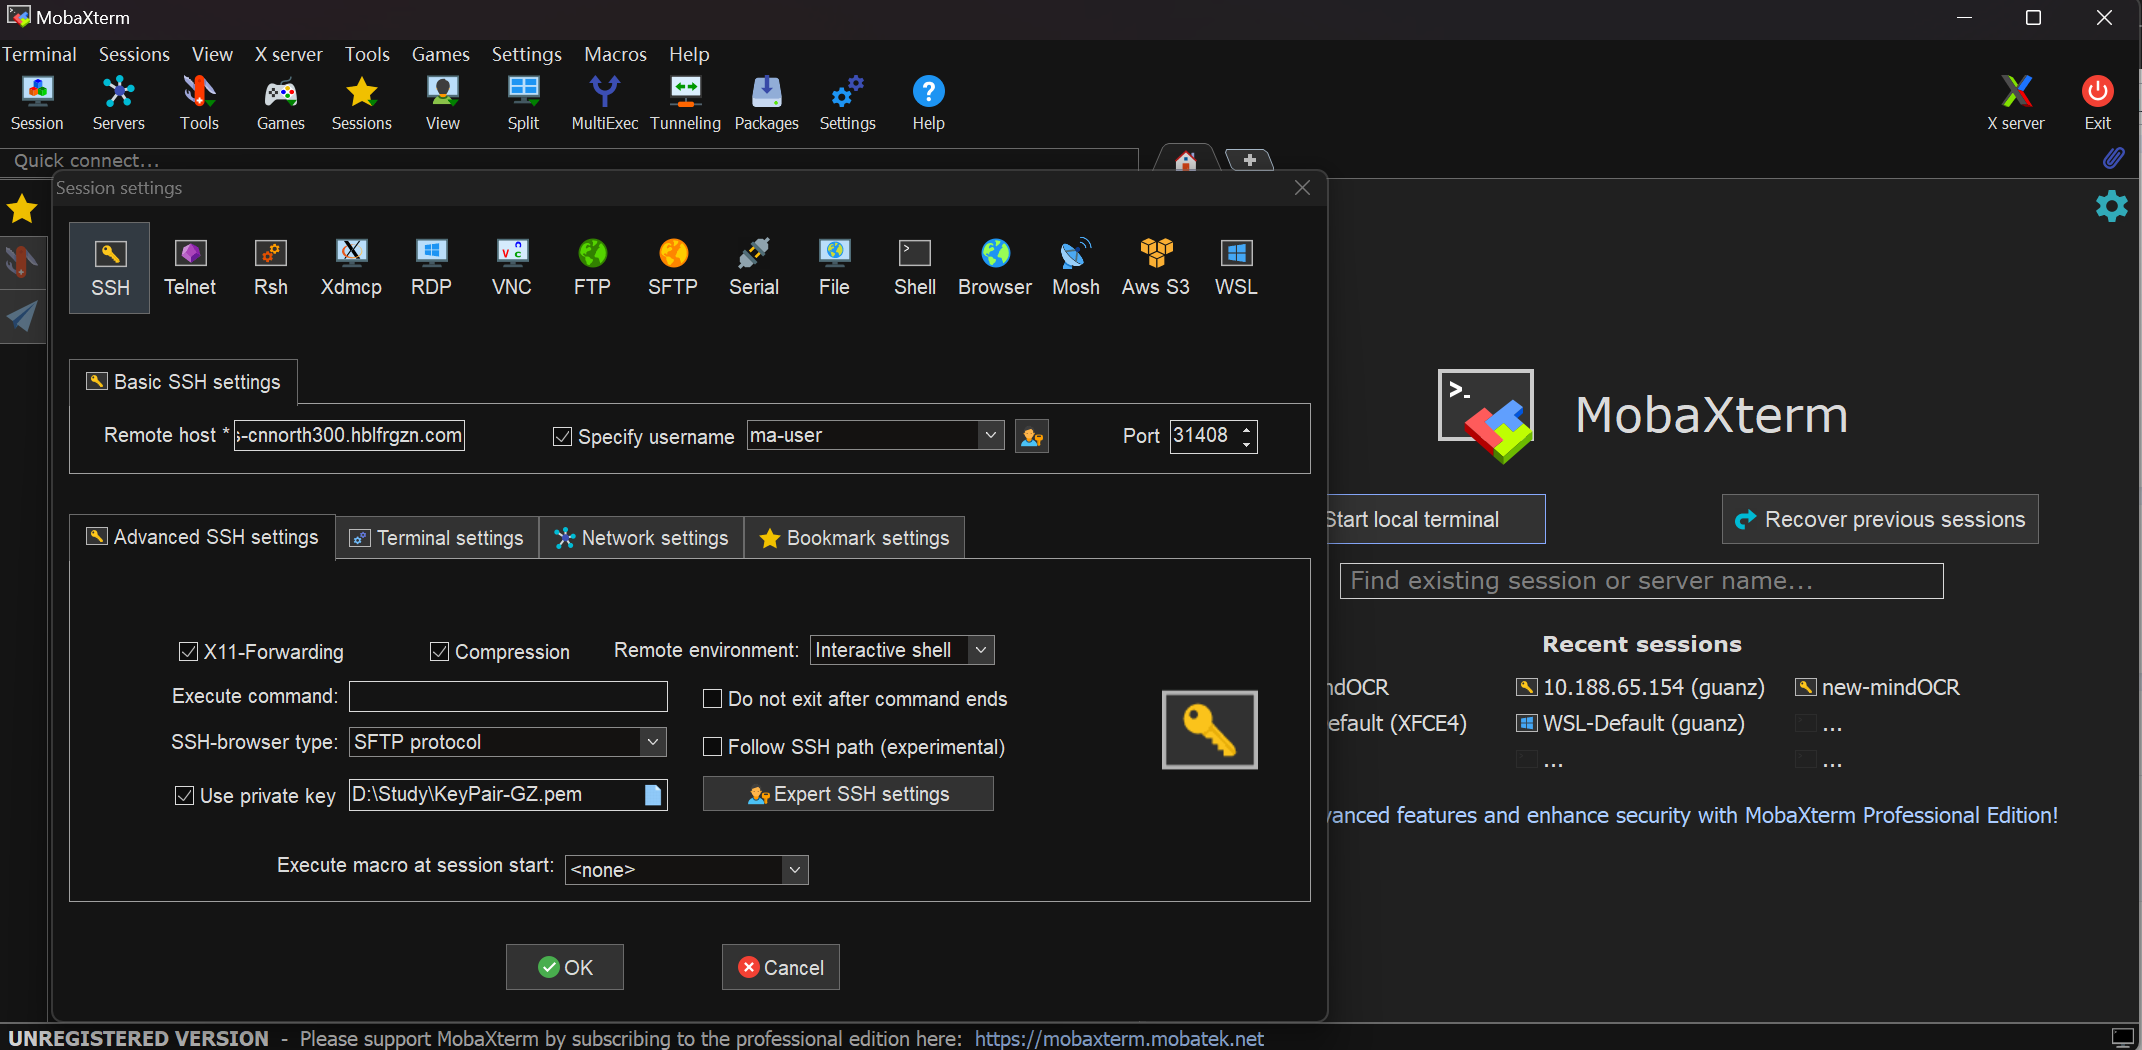 MobaXterm
Terminal Sessions View X server Tools Games Settings Macros Help
Session Servers Tools Games Sessions View Split MultiExec Tunneling Packages Settings Help X server Exit
Quick connect...
Session settings
SSH Telnet Rsh Xdmcp RDP VNC FTP SFTP Serial File Shell Browser Mosh Aws S3 WSL
Basic SSH settings
Remote host * -cnnorth300.hblfrgzn.com Specify username ma-user Port 31408
Advanced SSH settings Terminal settings Network settings Bookmark settings
X11-Forwarding Compression Remote environment: Interactive shell
Execute command: Do not exit after command ends
SSH-browser type: SFTP protocol Follow SSH path (experimental)
Use private key D:\Study\KeyPair-GZ.pem Expert SSH settings
Execute macro at session start: <none>
OK Cancel
MobaXterm
Start local terminal Recover previous sessions
Find existing session or server name...
Recent sessions
ndOCR 10.188.65.154 (guanz) new-mindOCR
efault (XFCE4) WSL-Default (guanz) ...
... ...
vanced features and enhance security with MobaXterm Professional Edition!
UNREGISTERED VERSION - Please support MobaXterm by subscribing to the professional edition here: https://mobaxterm.mobatek.net